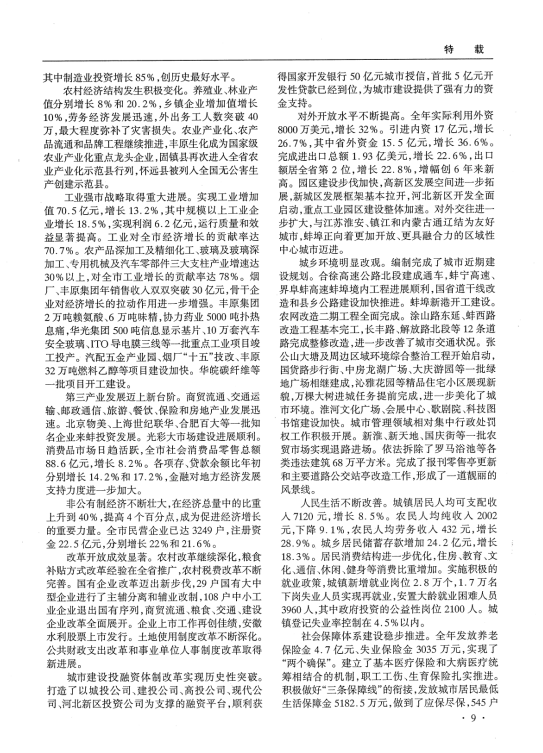 特　载
其中制造业投资增长85%,创历史最好水平。
农村经济结构发生积极变化。养殖业、林业产
值分别增长8%和20.2%,乡镇企业增加值增长
10%,劳务经济发展迅速,外出务工人数突破40
万,最大程度弥补了灾害损失。农业产业化、农产
品流通和品牌工程继续推进,丰原生化成为国家级
农业产业化重点龙头企业,固镇县再次进入全省农
业产业化示范县行列,怀远县被列入全国无公害生
产创建示范县。
工业强市战略取得重大进展。实现工业增加
值70.5亿元,增长13.2%,其中规模以上工业企
业增长18.5%,实现利润6.2亿元,运行质量和效
益显著提高。工业对全市经济增长的贡献率达
70.7%。农产品深加工及精细化工、玻璃及玻璃深
加工、专用机械及汽车零部件三大支柱产业增速达
30%以上,对全市工业增长的贡献率达78%。烟
厂、丰原集团年销售收入双双突破30亿元,骨干企
业对经济增长的拉动作用进一步增强。丰原集团
2万吨赖氨酸、6万吨味精,协力药业5000吨扑热
息痛,华光集团500吨信息显示基片、10万套汽车
安全玻璃、ITO导电膜三线等一批重点工业项目竣
工投产。汽配五金产业园、烟厂“十五”技改、丰原
32万吨燃料乙醇等项目建设加快。华皖碳纤维等
一批项目开工建设。
第三产业发展迈上新台阶。商贸流通、交通运
输、邮政通信、旅游、餐饮、保险和房地产业发展迅
速。北京物美、上海世纪联华、合肥百大等一批知
名企业来蚌投资发展。光彩大市场建设进展顺利。
消费品市场日趋活跃,全市社会消费品零售总额
88.6亿元,增长8.2%。各项存、贷款余额比年初
分别增长14.2%和17.2%,金融对地方经济发展
支持力度进一步加大。
非公有制经济不断壮大,在经济总量中的比重
上升到40%,提高4个百分点,成为促进经济增长
的重要力量。全市民营企业已达3249户,注册资
金22.5亿元,分别增长22%和21.6%。
改革开放成效显著。农村改革继续深化,粮食
补贴方式改革经验在全省推广,农村税费改革不断
完善。国有企业改革迈出新步伐,29户国有大中
型企业进行了主辅分离和辅业改制,108户中小工
业企业退出国有序列,商贸流通、粮食、交通、建设
企业改革全面展开。企业上市工作再创佳绩,安徽
水利股票上市发行。土地使用制度改革不断深化。
公共财政支出改革和事业单位人事制度改革取得
新进展。
城市建设投融资体制改革实现历史性突破。
打造了以城投公司、建投公司、高投公司、现代公
司、河北新区投资公司为支撑的融资平台,顺利获
得国家开发银行50亿元城市授信,首批5亿元开
发性贷款已经到位,为城市建设提供了强有力的资
金支持。
对外开放水平不断提高。全年实际利用外资
8000万美元,增长32%。引进内资17亿元,增长
26.7%,其中省外资金15.5亿元,增长36.6%。
完成进出口总额1.93亿美元,增长22.6%,出口
额居全省第2位,增长22.8%,增幅创6年来新
高。园区建设步伐加快,高新区发展空间进一步拓
展,新城区发展框架基本拉开,河北新区开发全面
启动,重点工业园区建设整体加速。对外交往进一
步扩大,与江苏淮安、镇江和内蒙古通辽结为友好
城市,蚌埠正向着更加开放、更具融合力的区域性
中心城市迈进。
城乡环境明显改观。编制完成了城市近期建
设规划。合徐高速公路北段建成通车,蚌宁高速、
界阜蚌高速蚌埠境内工程进展顺利,国省道干线改
造和县乡公路建设加快推进。蚌埠新港开工建设。
农网改造二期工程全面完成。涂山路东延、蚌西路
改造工程基本完工,长丰路、解放路北段等12条道
路完成整修改造,进一步改善了城市交通状况。张
公山大塘及周边区域环境综合整治工程开始启动,
国货路步行街、中房龙湖广场、大庆游园等一批绿
地广场相继建成,沁雅花园等精品住宅小区展现新
貌,万棵大树进城任务提前完成,进一步美化了城
市环境。淮河文化广场、会展中心、歌剧院、科技图
书馆建设加快。城市管理领域相对集中行政处罚
权工作积极开展。新淮、新天地、国庆街等一批农
贸市场实现退路进场。依法拆除了罗马浴池等各
类违法建筑68万平方米。完成了报刊零售亭更新
和主要道路公交站亭改造工作,形成了一道靓丽的
风景线。
人民生活不断改善。城镇居民人均可支配收
入7120元,增长8.5%。农民人均纯收入2002
元,下降9.1%,农民人均劳务收入432元,增长
28.9%。城乡居民储蓄存款增加24.2亿元,增长
18.3%。居民消费结构进一步优化,住房、教育、文
化、通信、休闲、健身等消费比重增加。实施积极的
就业政策,城镇新增就业岗位2.8万个,1.7万名
下岗失业人员实现再就业,安置大龄就业困难人员
3960人,其中政府投资的公益性岗位2100人。城
镇登记失业率控制在4.5%以内。
社会保障体系建设稳步推进。全年发放养老
保险金4.7亿元、失业保险金3035万元,实现了
“两个确保”。建立了基本医疗保险和大病医疗统
筹相结合的机制,职工工伤、生育保险扎实推进。
积极做好“三条保障线”的衔接,发放城市居民最低
生活保障金5182.5万元,做到了应保尽保,545户
·9·